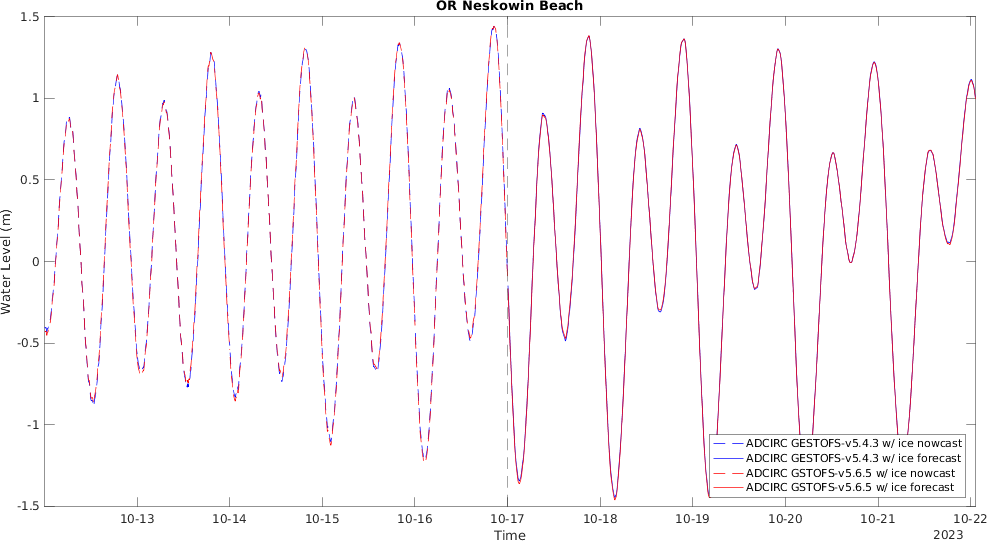 OR Neskowin Beach
1.5
1
0.5
0
-0.5
-1
-1.5
Water Level (m)
ADCIRC GESTOFS-v5.4.3 w/ ice nowcast
ADCIRC GESTOFS-v5.4.3 w/ ice forecast
ADCIRC GSTOFS-v5.6.5 w/ ice nowcast
ADCIRC GSTOFS-v5.6.5 w/ ice forecast
10-13 10-14 10-15 10-16 10-17 10-18 10-19 10-20 10-21 10-22
Time
2023